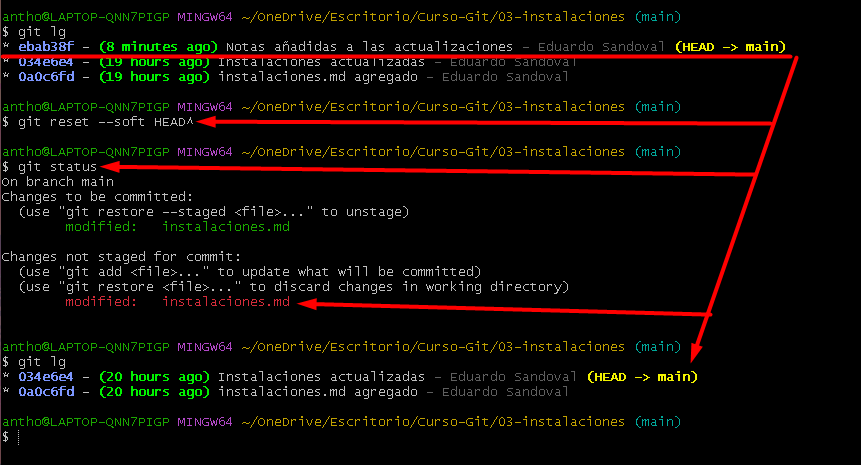 antho@LAPTOP-QNN7PIGP MINGW64 ~/OneDrive/Escritorio/Curso-Git/03-instalaciones (main)
$ git lg
* ebab38f - (8 minutes ago) Notas añadidas a las actualizaciones - Eduardo Sandoval (HEAD -> main)
* 034e6e4 - (19 hours ago) Instalaciones actualizadas - Eduardo Sandoval
* 0a0c6fd - (19 hours ago) instalaciones.md agregado - Eduardo Sandoval
antho@LAPTOP-QNN7PIGP MINGW64 ~/OneDrive/Escritorio/Curso-Git/03-instalaciones (main)
$ git reset --soft HEAD^
antho@LAPTOP-QNN7PIGP MINGW64 ~/OneDrive/Escritorio/Curso-Git/03-instalaciones (main)
$ git status
On branch main
Changes to be committed:
  (use "git restore --staged <file>..." to unstage)
        modified:   instalaciones.md
Changes not staged for commit:
  (use "git add <file>..." to update what will be committed)
  (use "git restore <file>..." to discard changes in working directory)
        modified:   instalaciones.md
antho@LAPTOP-QNN7PIGP MINGW64 ~/OneDrive/Escritorio/Curso-Git/03-instalaciones (main)
$ git lg
* 034e6e4 - (20 hours ago) Instalaciones actualizadas - Eduardo Sandoval (HEAD -> main)
* 0a0c6fd - (20 hours ago) instalaciones.md agregado - Eduardo Sandoval
antho@LAPTOP-QNN7PIGP MINGW64 ~/OneDrive/Escritorio/Curso-Git/03-instalaciones (main)
$